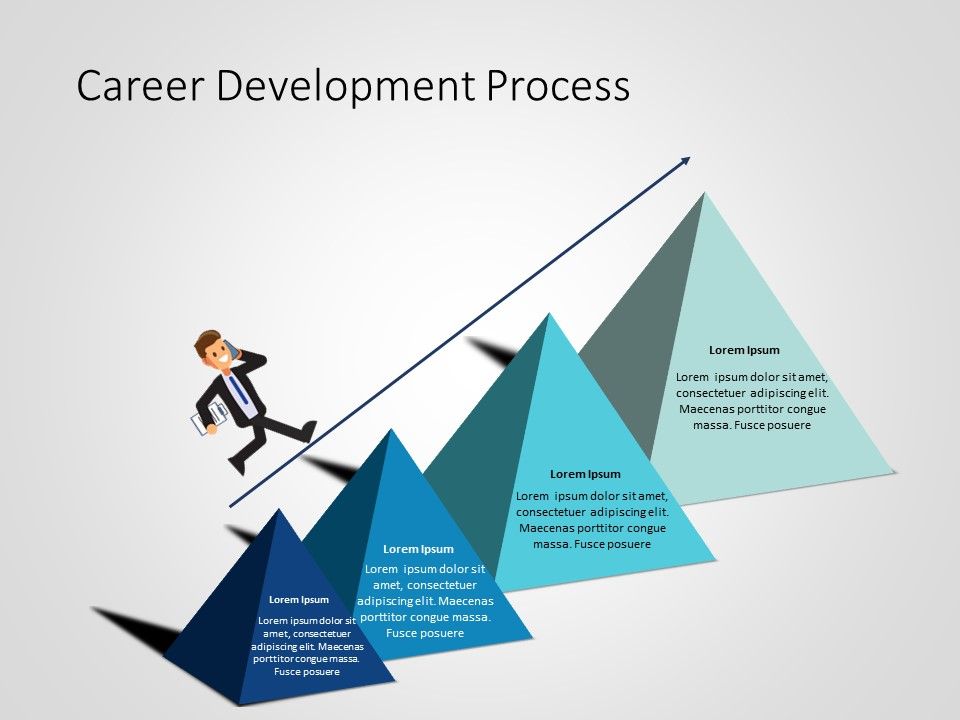 Career Development Process
Lorem Ipsum
Lorem ipsum dolor sit amet,
consectetuer adipiscing elit.
Maecenas porttitor congue
massa. Fusce posuere
Lorem Ipsum
Lorem ipsum dolor sit amet,
consectetuer adipiscing elit.
Maecenas porttitor congue
massa. Fusce posuere
Lorem Ipsum
Lorem ipsum dolor sit
amet, consectetuer
adipiscing elit. Maecenas
porttitor congue massa.
Fusce posuere
Lorem Ipsum
Lorem ipsum dolor sit
amet, consectetuer
adipiscing elit. Maecenas
porttitor congue massa.
Fusce posuere